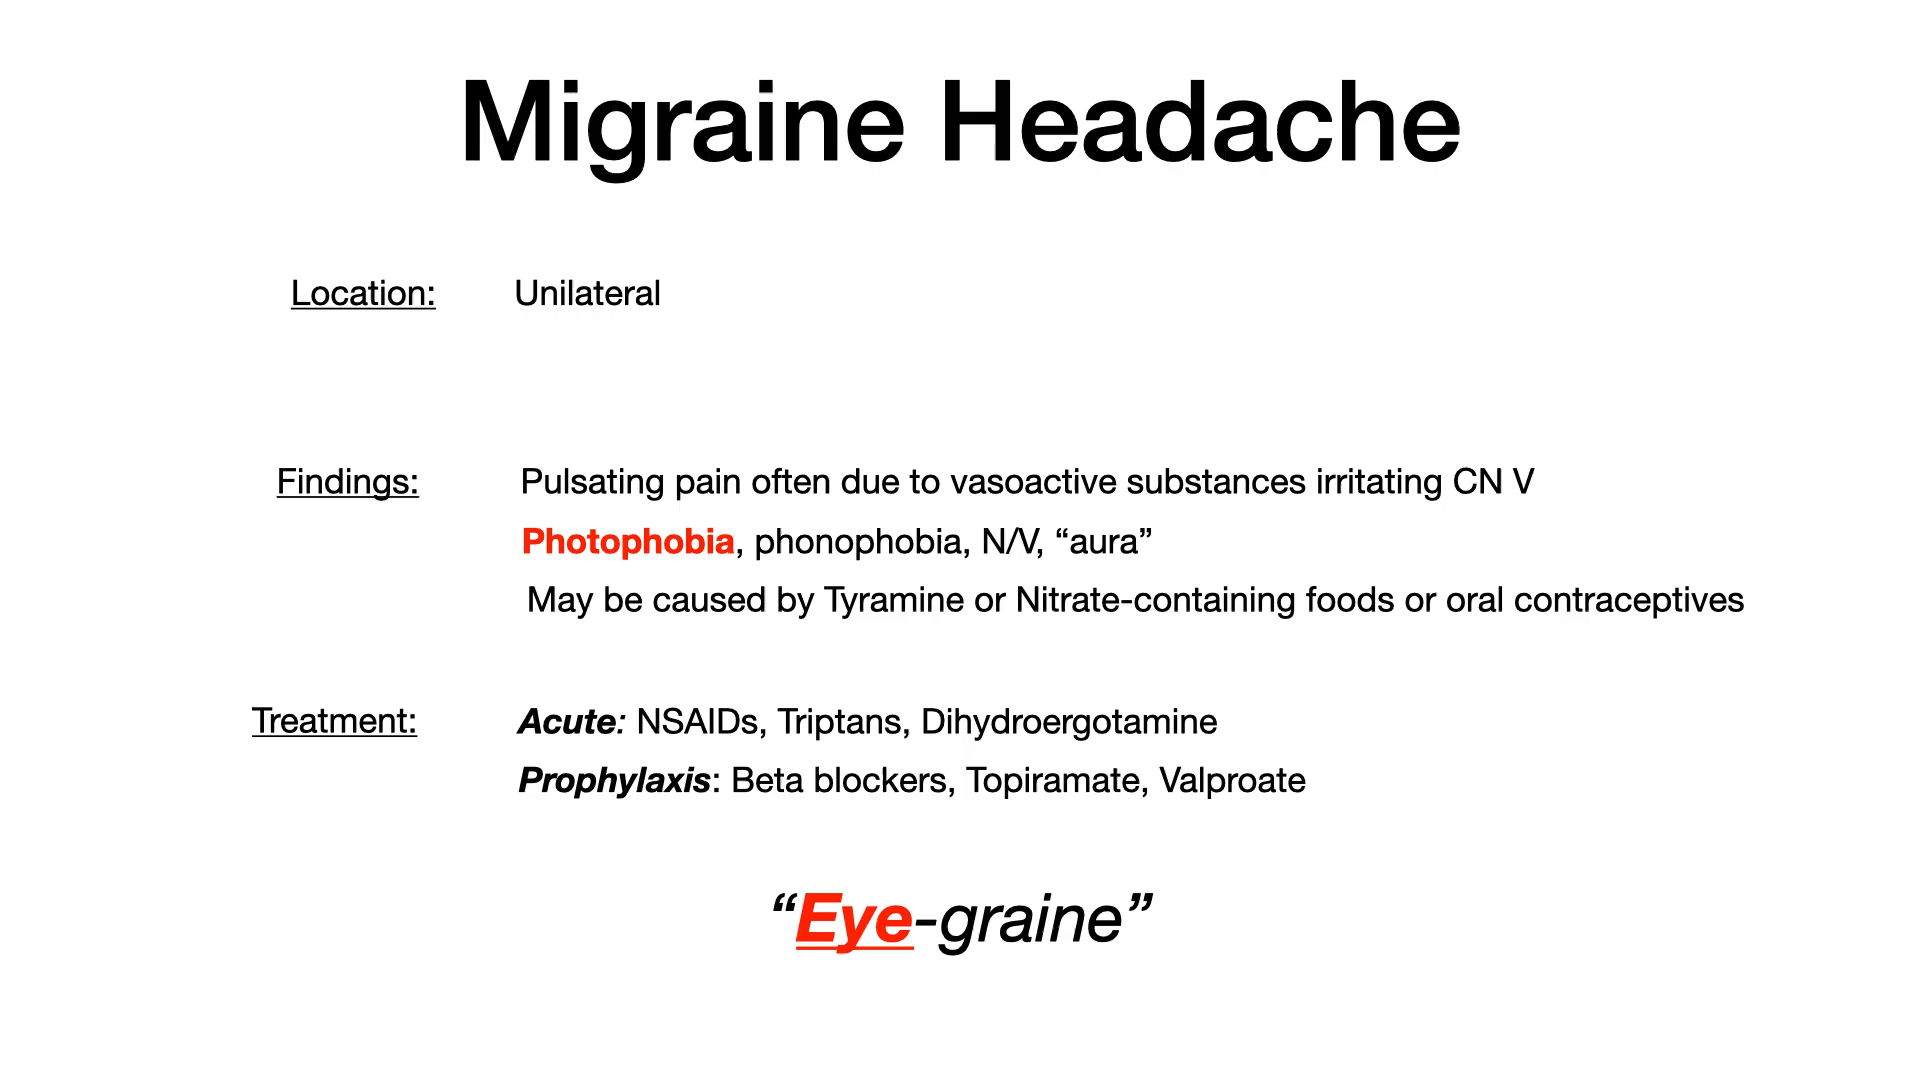 Migraine Headache
Location: Unilateral
Findings: Pulsating pain often due to vasoactive substances irritating CN V
Photophobia, phonophobia, N/V, “aura”
May be caused by Tyramine or Nitrate-containing foods or oral contraceptives
Treatment: Acute: NSAIDs, Triptans, Dihydroergotamine
Prophylaxis: Beta blockers, Topiramate, Valproate
“Eye-graine”